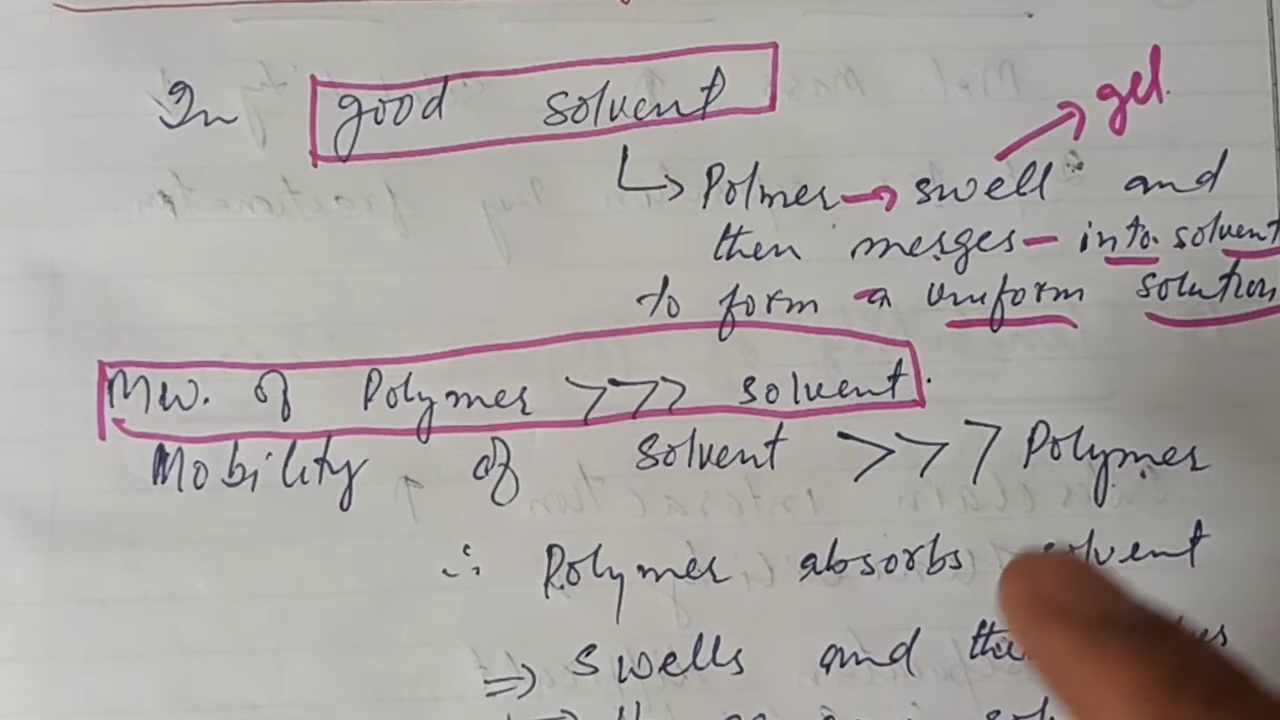 In good solvent
gel.
↳ Polmer → swell and
then merges - into solvent
to form a uniform solution
Mw. of Polymer >>> solvent.
Mobility of solvent >>> Polymer
∴ Polymer absorbs solvent
⇒ swells and